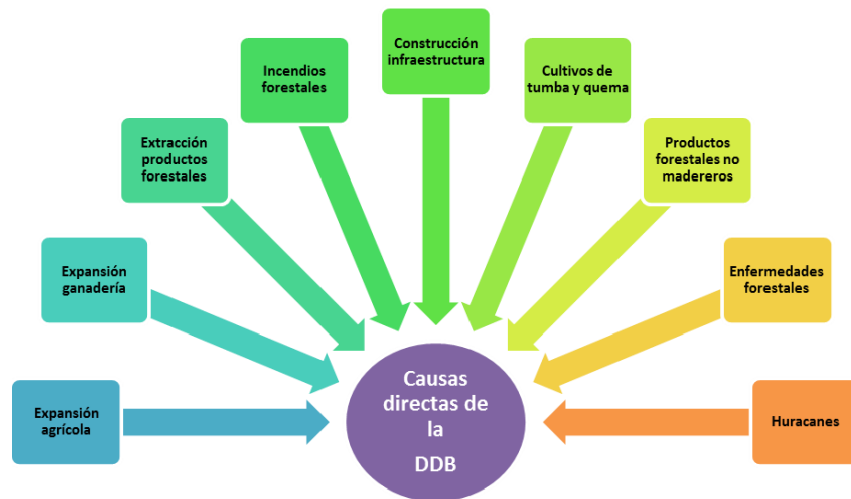 Construcción
infraestructura
Incendios
forestales
Cultivos de
tumba y quema
Extracción
productos
forestales
Productos
forestales no
madereros
Expansión
ganadería
Enfermedades
forestales
Expansión
agrícola
Causas
directas de
la
DDB
Huracanes